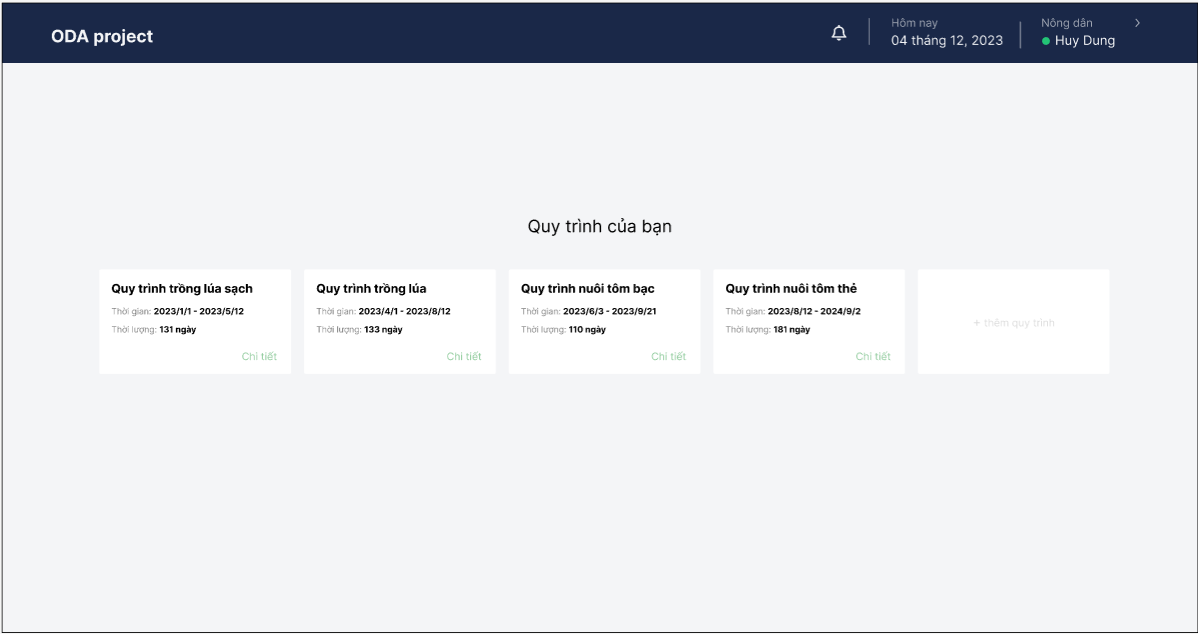 ODA project
Hôm nay
04 tháng 12, 2023
Nông dân
Huy Dung
Quy trình của bạn
Quy trình trồng lúa sạch
Thời gian: 2023/1/1 - 2023/5/12
Thời lượng: 131 ngày
Chi tiết
Quy trình trồng lúa
Thời gian: 2023/4/1 - 2023/8/12
Thời lượng: 133 ngày
Chi tiết
Quy trình nuôi tôm bạc
Thời gian: 2023/6/3 - 2023/9/21
Thời lượng: 110 ngày
Chi tiết
Quy trình nuôi tôm thẻ
Thời gian: 2023/8/12 - 2024/9/2
Thời lượng: 181 ngày
Chi tiết
+ thêm quy trình